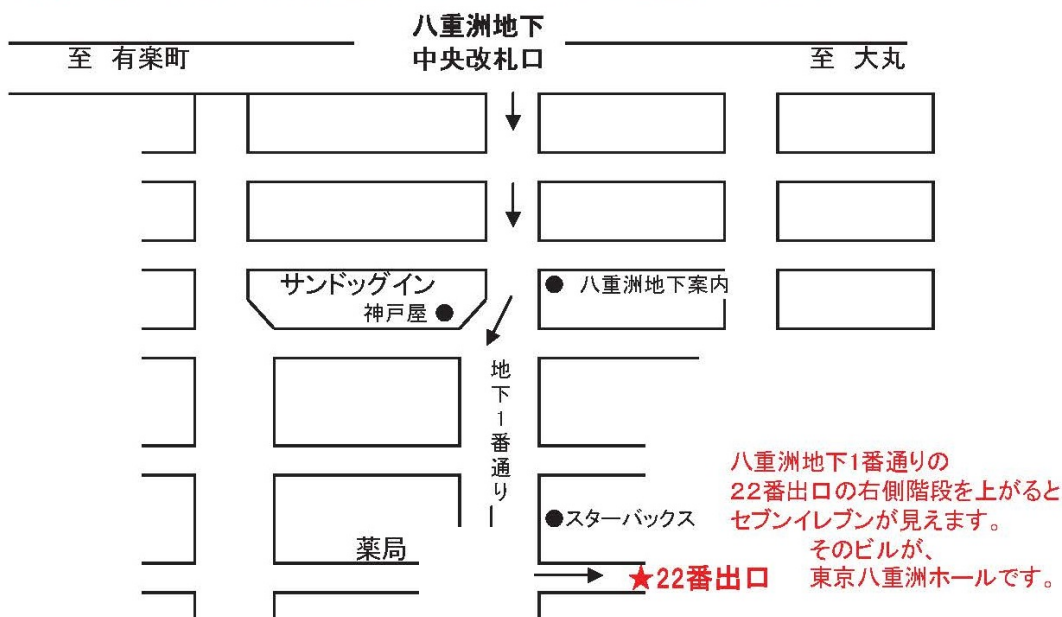 八重洲地下
中央改札口
至 有楽町
至 大丸
サンドッグイン
神戸屋
八重洲地下案内
地下1番通り
スターバックス
薬局
八重洲地下1番通りの
22番出口の右側階段を上がると
セブンイレブンが見えます。
そのビルが、
東京八重洲ホールです。
★22番出口